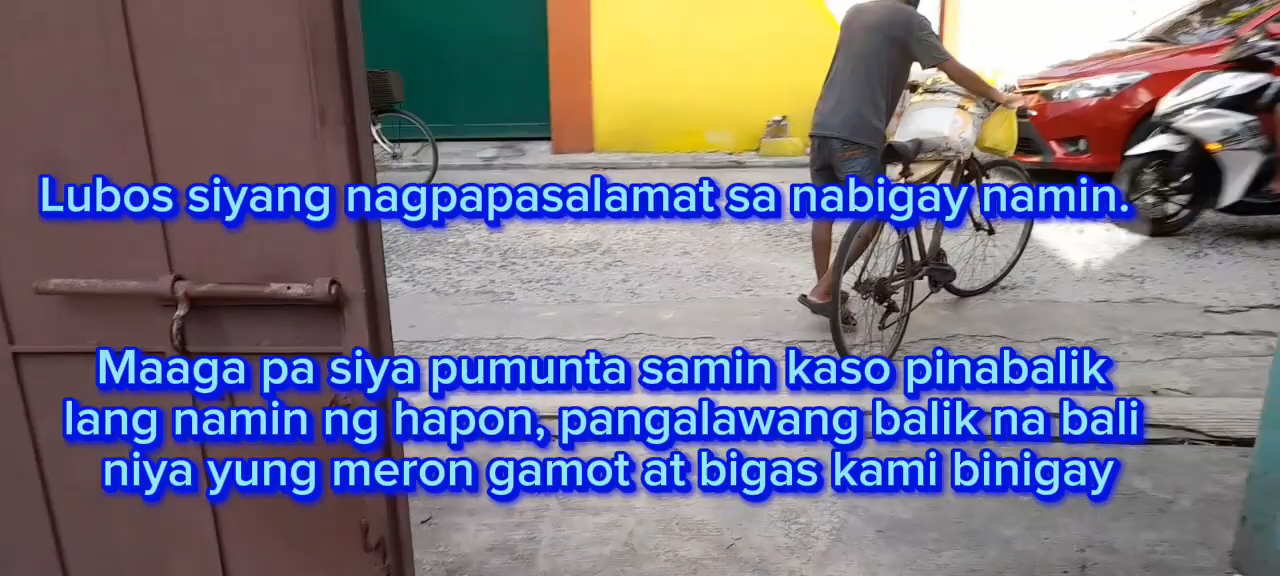 Lubos siyang nagpapasalamat sa nabigay namin.
Maaga pa siya pumunta samin kaso pinabalik
lang namin ng hapon, pangalawang balik na bali
niya yung meron gamot at bigas kami binigay